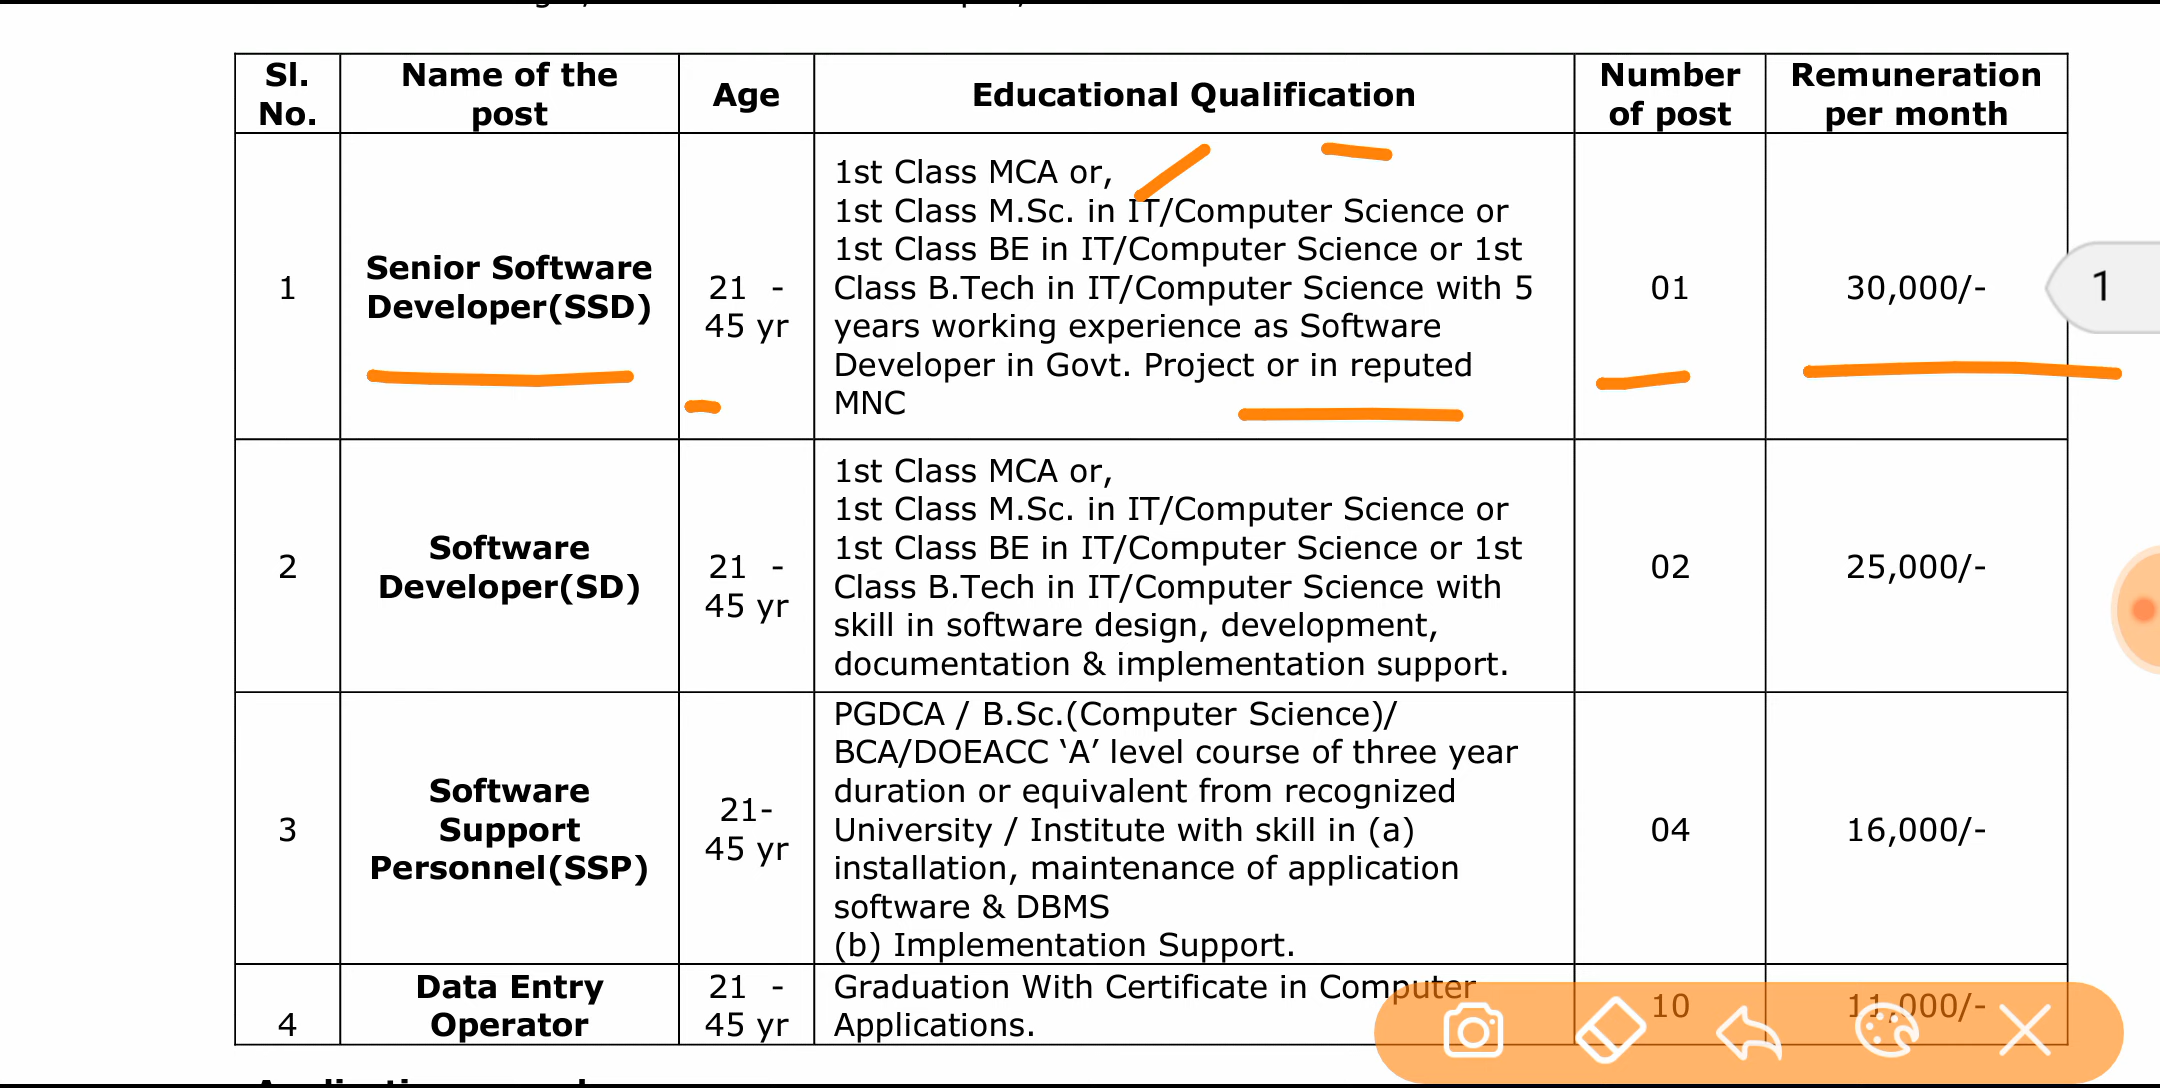 Sl. No.
Name of the post
Age
Educational Qualification
Number of post
Remuneration per month
1
Senior Software
Developer(SSD)
21 -
45 yr
1st Class MCA or,
1st Class M.Sc. in IT/Computer Science or
1st Class BE in IT/Computer Science or 1st
Class B.Tech in IT/Computer Science with 5
years working experience as Software
Developer in Govt. Project or in reputed
MNC
01
30,000/-
1
2
Software
Developer(SD)
21 -
45 yr
1st Class MCA or,
1st Class M.Sc. in IT/Computer Science or
1st Class BE in IT/Computer Science or 1st
Class B.Tech in IT/Computer Science with
skill in software design, development,
documentation & implementation support.
02
25,000/-
3
Software
Support
Personnel(SSP)
21-
45 yr
PGDCA / B.Sc.(Computer Science)/
BCA/DOEACC ‘A’ level course of three year
duration or equivalent from recognized
University / Institute with skill in (a)
installation, maintenance of application
software & DBMS
(b) Implementation Support.
04
16,000/-
4
Data Entry
Operator
21 -
45 yr
Graduation With Certificate in Computer
Applications.
10
11,000/-